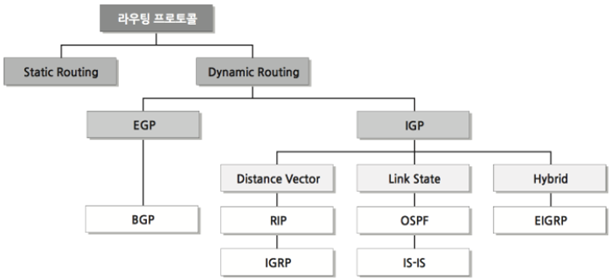 라우팅 프로토콜
Static Routing
Dynamic Routing
EGP
IGP
Distance Vector
Link State
Hybrid
BGP
RIP
OSPF
EIGRP
IGRP
IS-IS